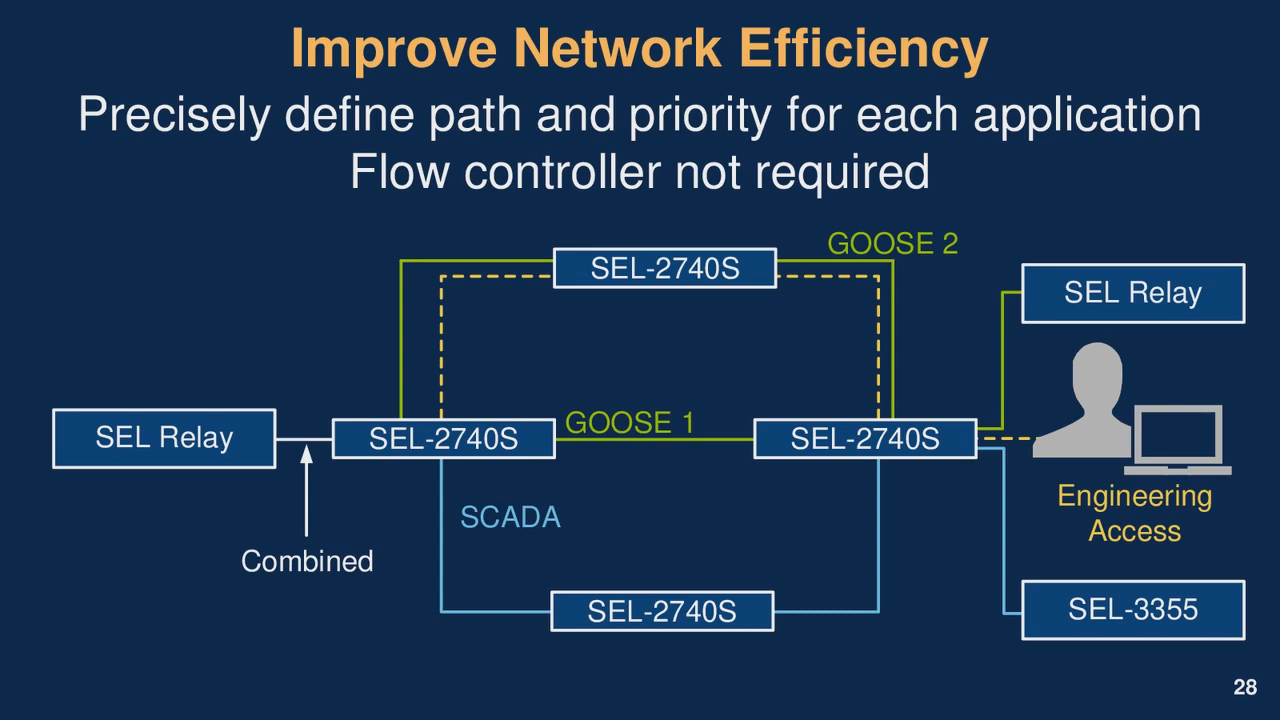 Improve Network Efficiency
Precisely define path and priority for each application
Flow controller not required
GOOSE 2
SEL-2740S
SEL Relay
GOOSE 1
SEL Relay
SEL-2740S
SEL-2740S
Engineering
Access
SCADA
Combined
SEL-2740S
SEL-3355
28